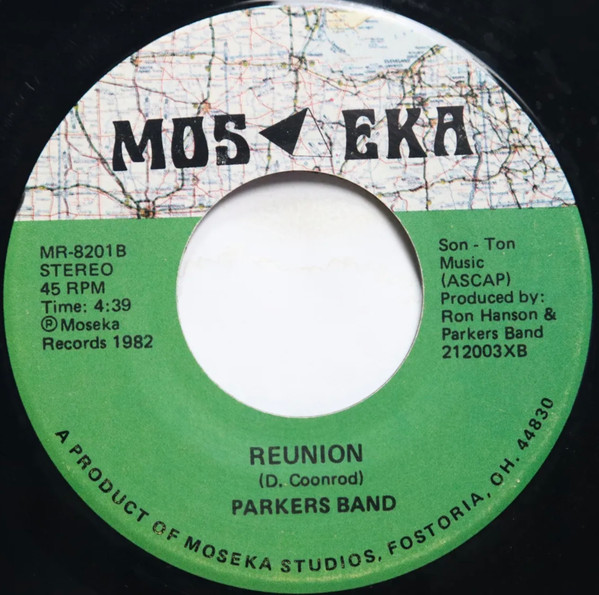 MOS EKA
MR-8201B
STEREO
45 RPM
Time: 4:39
℗ Moseka
Records 1982
Son - Ton
Music
(ASCAP)
Produced by:
Ron Hanson &
Parkers Band
212003XB
REUNION
(D. Coonrod)
PARKERS BAND
A PRODUCT OF MOSEKA STUDIOS, FOSTORIA, OH. 44830